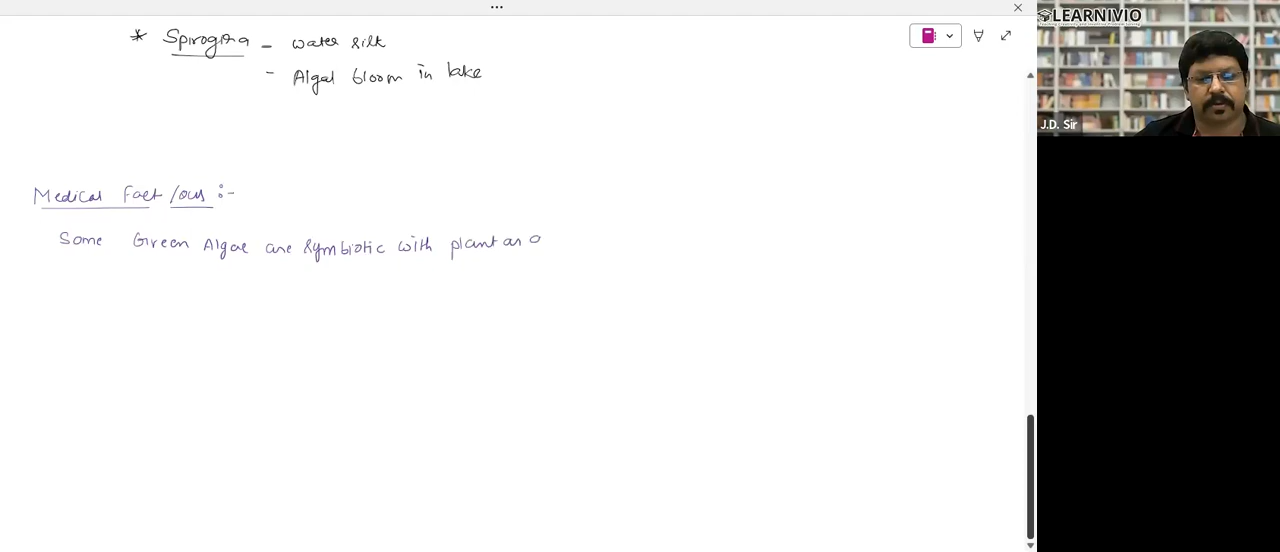 LEARNIVIO
* Spirogira - water silk
- Algal bloom in lake
J.D. Sir
Medical Fact /ous :-
Some Green Algae are symbiotic with plant as a